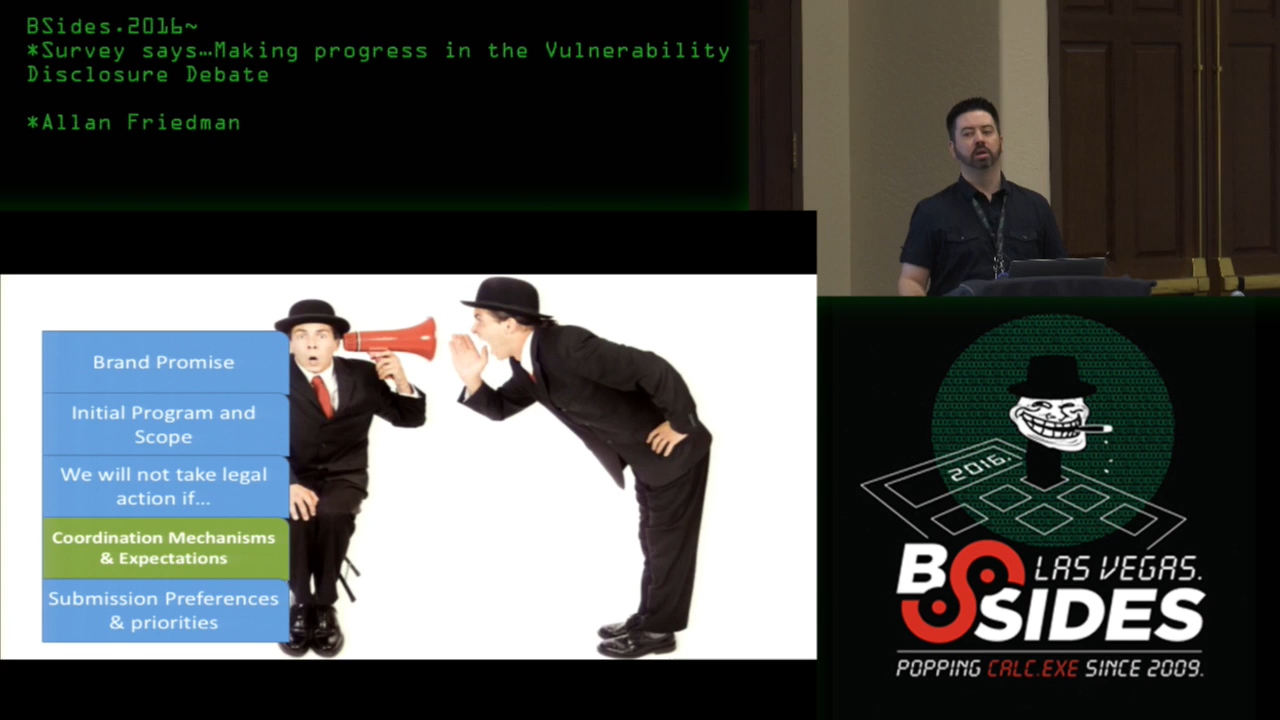 BSides.2016~
*Survey says…Making progress in the Vulnerability
Disclosure Debate
*Allan Friedman
Brand Promise
Initial Program and
Scope
We will not take legal
action if...
Coordination Mechanisms
& Expectations
Submission Preferences
& priorities
2016.
BSIDES
LAS VEGAS.
POPPING CALC.EXE SINCE 2009.